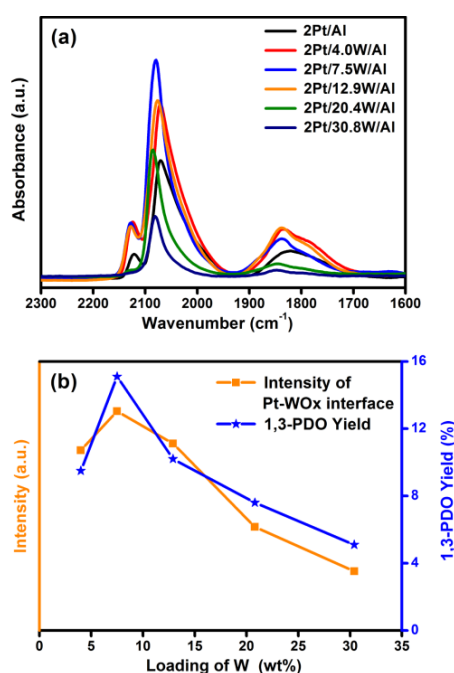 (a)
2Pt/Al
2Pt/4.0W/Al
2Pt/7.5W/Al
2Pt/12.9W/Al
2Pt/20.4W/Al
2Pt/30.8W/Al
Absorbance (a.u.)
2300 2200 2100 2000 1900 1800 1700 1600
Wavenumber (cm⁻¹)
(b)
Intensity of
Pt-WOx interface
1,3-PDO Yield
Intensity (a.u.)
16
12
8
4
0
1,3-PDO Yield (%)
0 5 10 15 20 25 30 35
Loading of W (wt%)